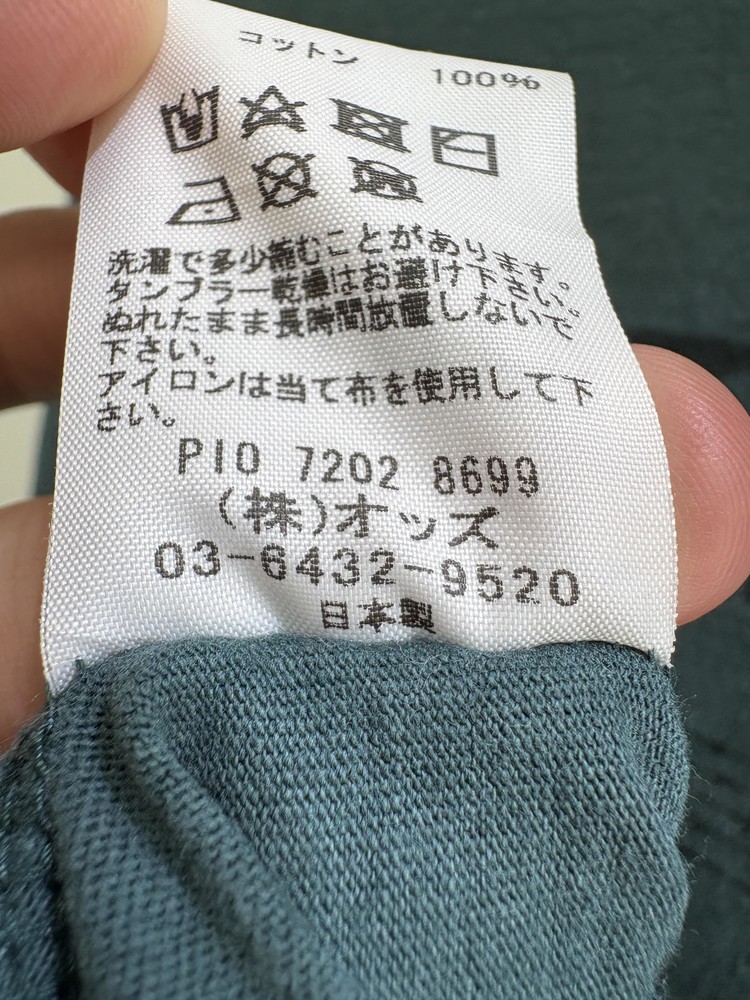 コットン 100%
洗濯で多少縮むことがあります。
タンブラー乾燥はお避け下さい。
ぬれたまま長時間放置しないで
下さい。
アイロンは当て布を使用して下
さい。
PIO 7202 8699
(株)オッズ
03-6432-9520
日本製